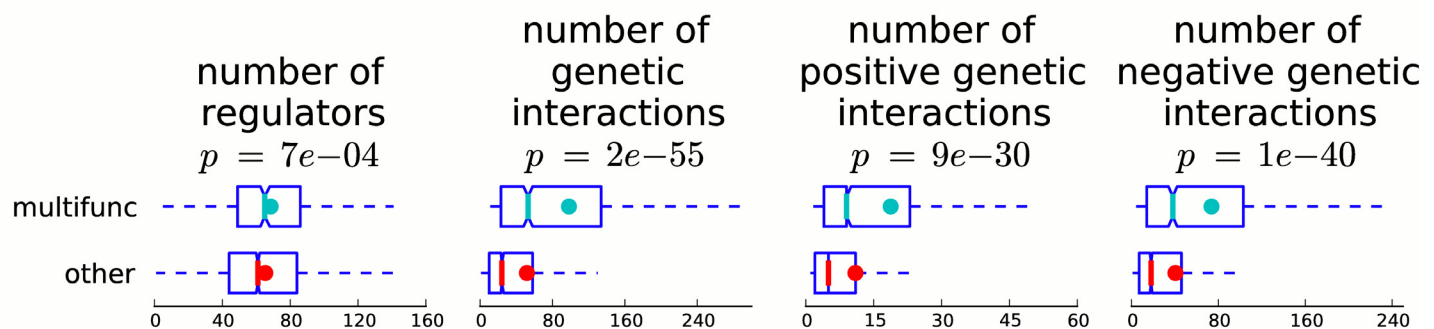 number of
regulators
p = 7e−04
number of
genetic
interactions
p = 2e−55
number of
positive genetic
interactions
p = 9e−30
number of
negative genetic
interactions
p = 1e−40
multifunc
other
0 40 80 120 160
0 80 160 240
0 15 30 45 60
0 80 160 240